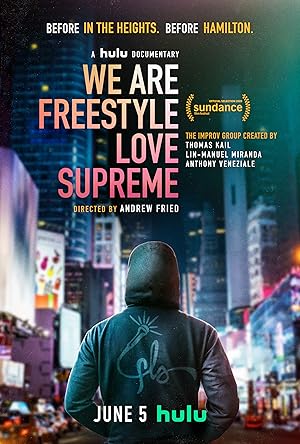 BEFORE IN THE HEIGHTS. BEFORE HAMILTON.
A hulu DOCUMENTARY
WE ARE
FREESTYLE
LOVE
SUPREME
DIRECTED BY ANDREW FRIED
OFFICIAL SELECTION 2020
sundance
film festival
THE IMPROV GROUP CREATED BY
THOMAS KAIL
LIN-MANUEL MIRANDA
ANTHONY VENEZIALE
fls
JUNE 5 hulu